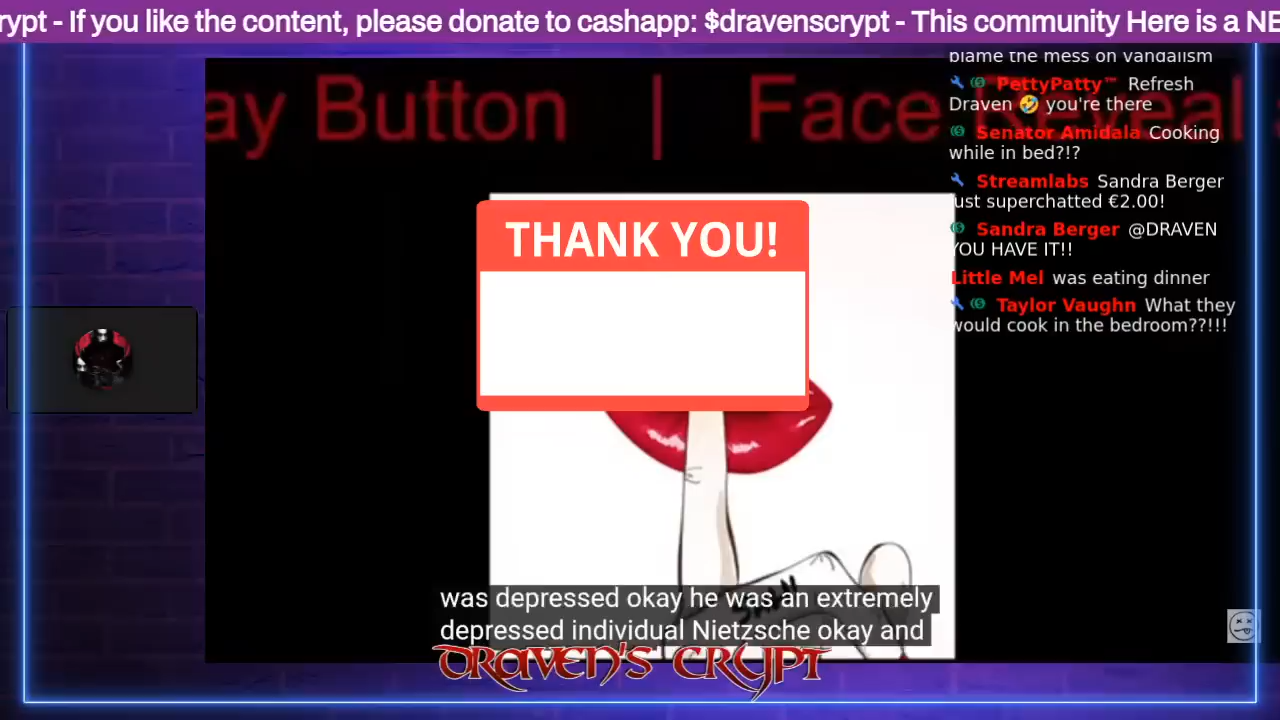 rypt - If you like the content, please donate to cashapp: $dravenscrypt - This community Here is a NE
ay Button | Face Reveal
blame the mess on vandalism
PettyPatty™ Refresh
Draven 🤣 you're there
Senator Amidala Cooking
while in bed?!?
Streamlabs Sandra Berger
just superchatted €2.00!
Sandra Berger @DRAVEN
YOU HAVE IT!!
Little Mel was eating dinner
Taylor Vaughn What they
would cook in the bedroom??!!!
THANK YOU!
was depressed okay he was an extremely
depressed individual Nietzsche okay and
DRAVEN'S CRYPT